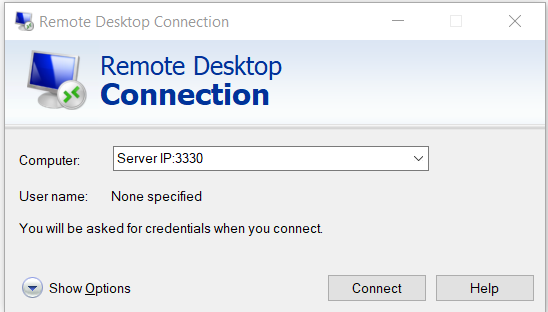 Remote Desktop Connection
Remote Desktop
Connection
Computer: Server IP:3330
User name: None specified
You will be asked for credentials when you connect.
Show Options Connect Help